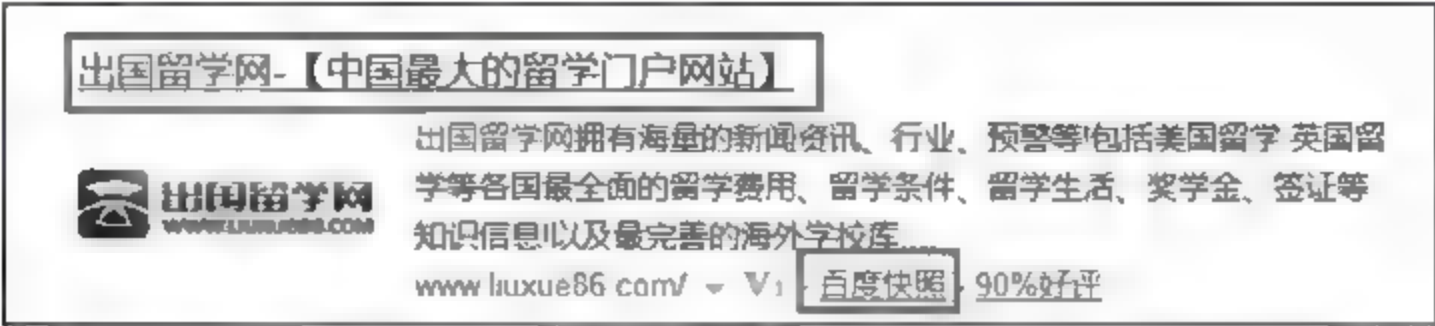 出国留学网-【中国最大的留学门户网站】
出国留学网拥有海量的新闻资讯、行业、预警等!包括美国留学 英国留
学等各国最全面的留学费用、留学条件、留学生活、奖学金、签证等
知识信息!以及最完善的海外学校库....
出国留学网
www.liuxue86.com/ V1 - 百度快照 - 90%好评